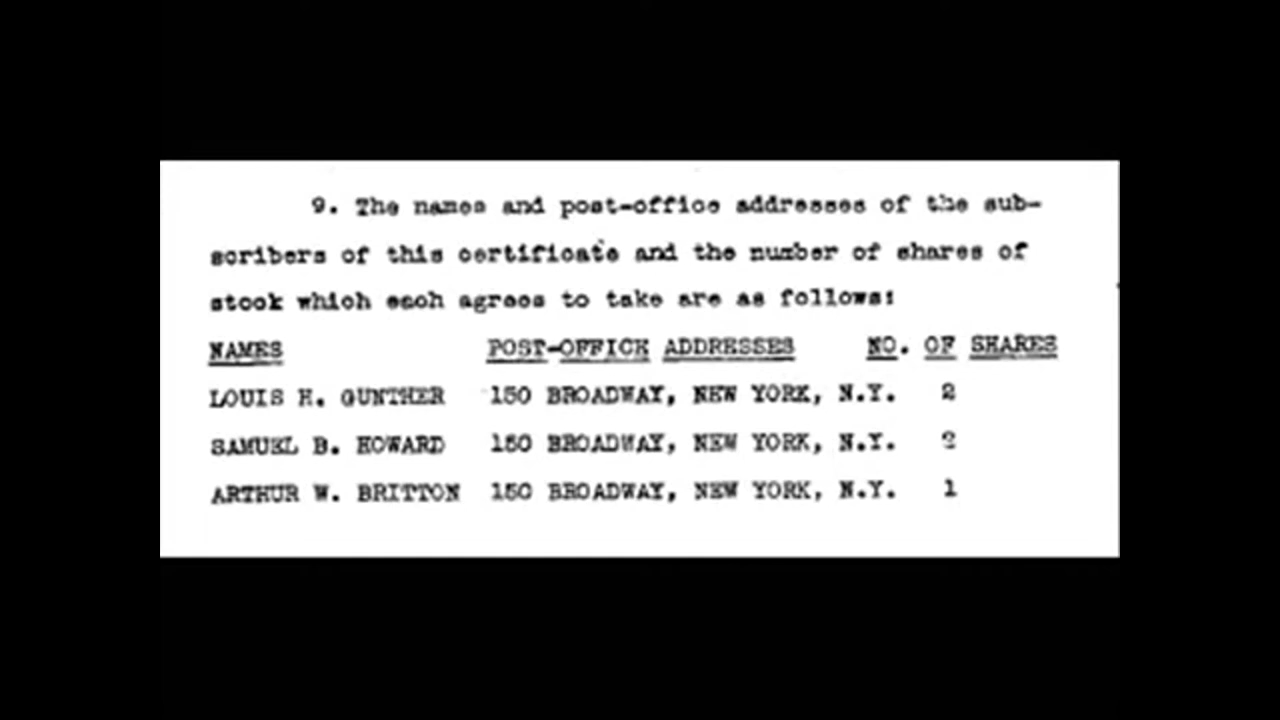 9. The names and post-office addresses of the sub-
scribers of this certificate and the number of shares of
stock which each agrees to take are as follows:
NAMES POST-OFFICE ADDRESSES NO. OF SHARES
LOUIS H. GUNTHER 150 BROADWAY, NEW YORK, N.Y. 2
SAMUEL B. HOWARD 150 BROADWAY, NEW YORK, N.Y. 2
ARTHUR W. BRITTON 150 BROADWAY, NEW YORK, N.Y. 1